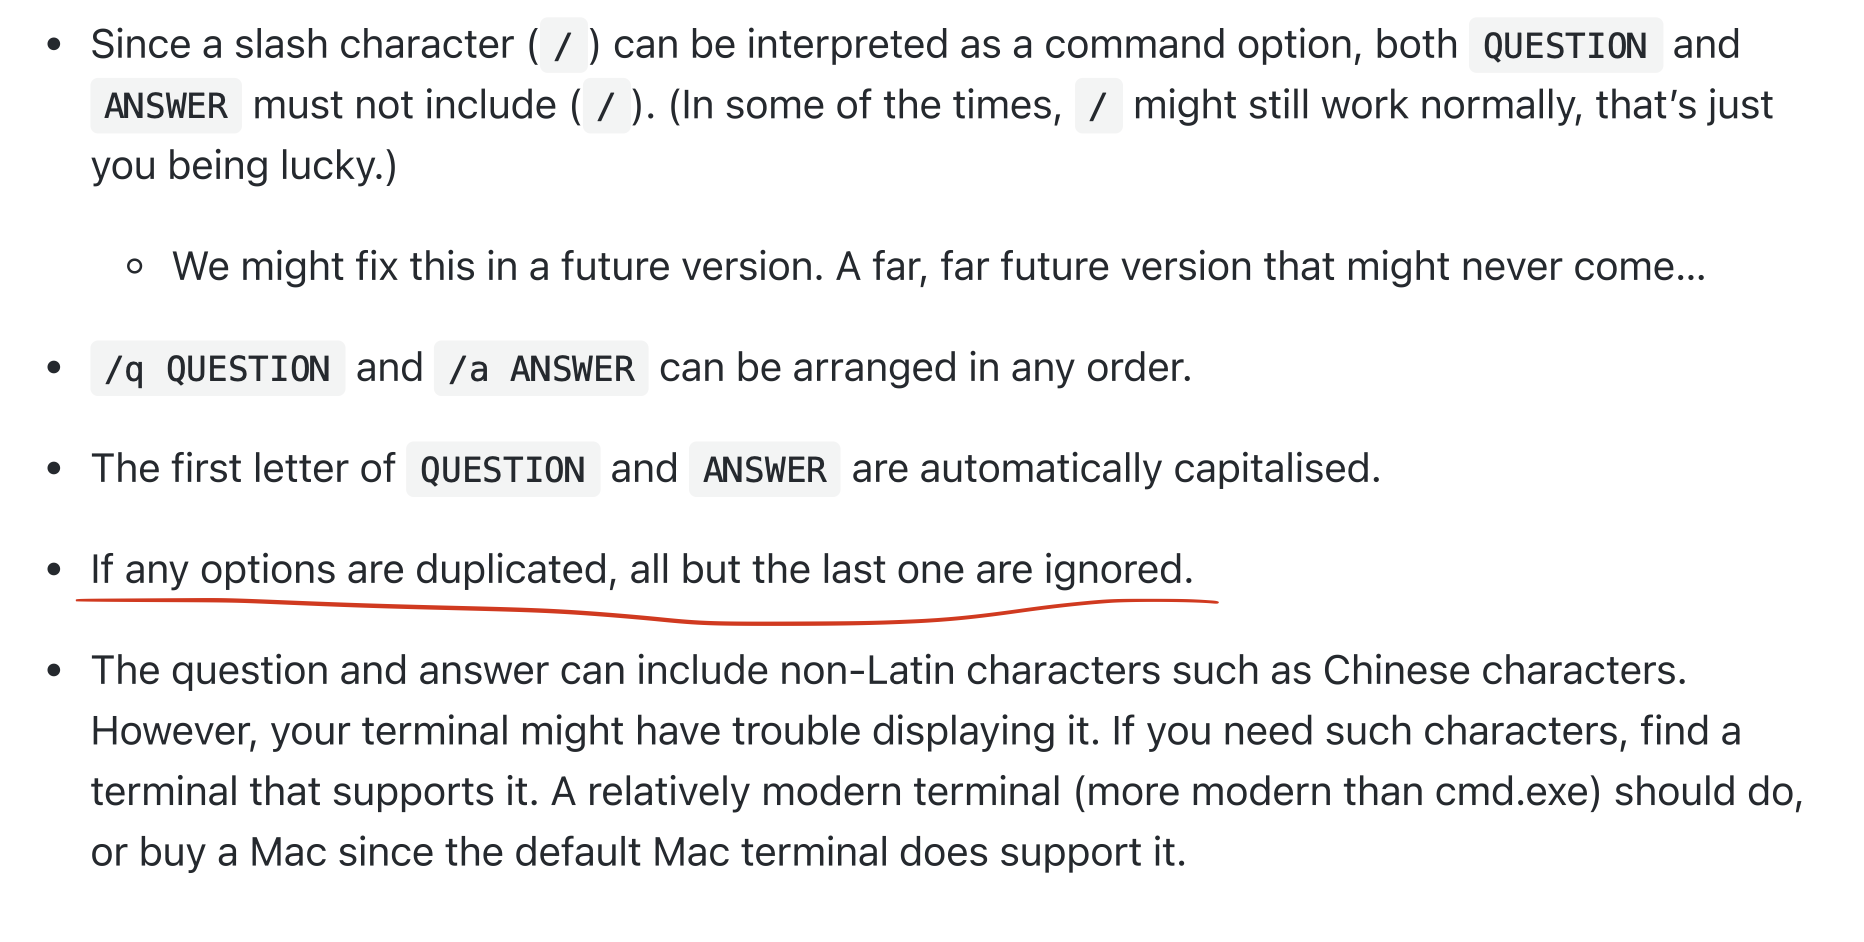 • Since a slash character ( / ) can be interpreted as a command option, both QUESTION and
ANSWER must not include ( / ). (In some of the times, / might still work normally, that’s just
you being lucky.)
◦ We might fix this in a future version. A far, far future version that might never come…
• /q QUESTION and /a ANSWER can be arranged in any order.
• The first letter of QUESTION and ANSWER are automatically capitalised.
• If any options are duplicated, all but the last one are ignored.
• The question and answer can include non-Latin characters such as Chinese characters.
However, your terminal might have trouble displaying it. If you need such characters, find a
terminal that supports it. A relatively modern terminal (more modern than cmd.exe) should do,
or buy a Mac since the default Mac terminal does support it.